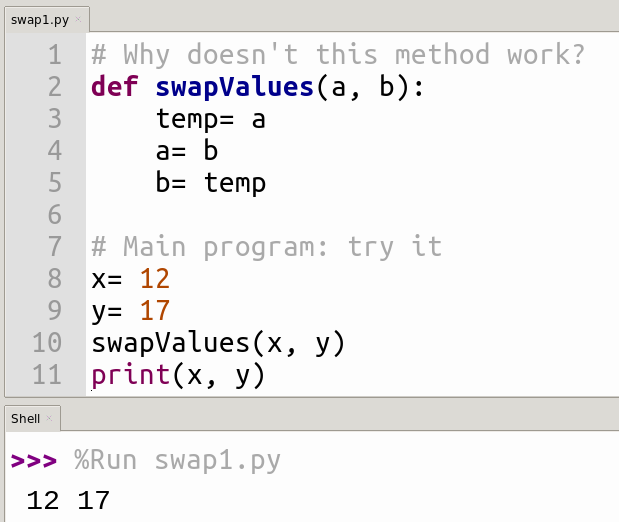 swap1.py ×
1 # Why doesn't this method work?
2 def swapValues(a, b):
3     temp= a
4     a= b
5     b= temp
6
7 # Main program: try it
8 x= 12
9 y= 17
10 swapValues(x, y)
11 print(x, y)
Shell ×
>>> %Run swap1.py
12 17